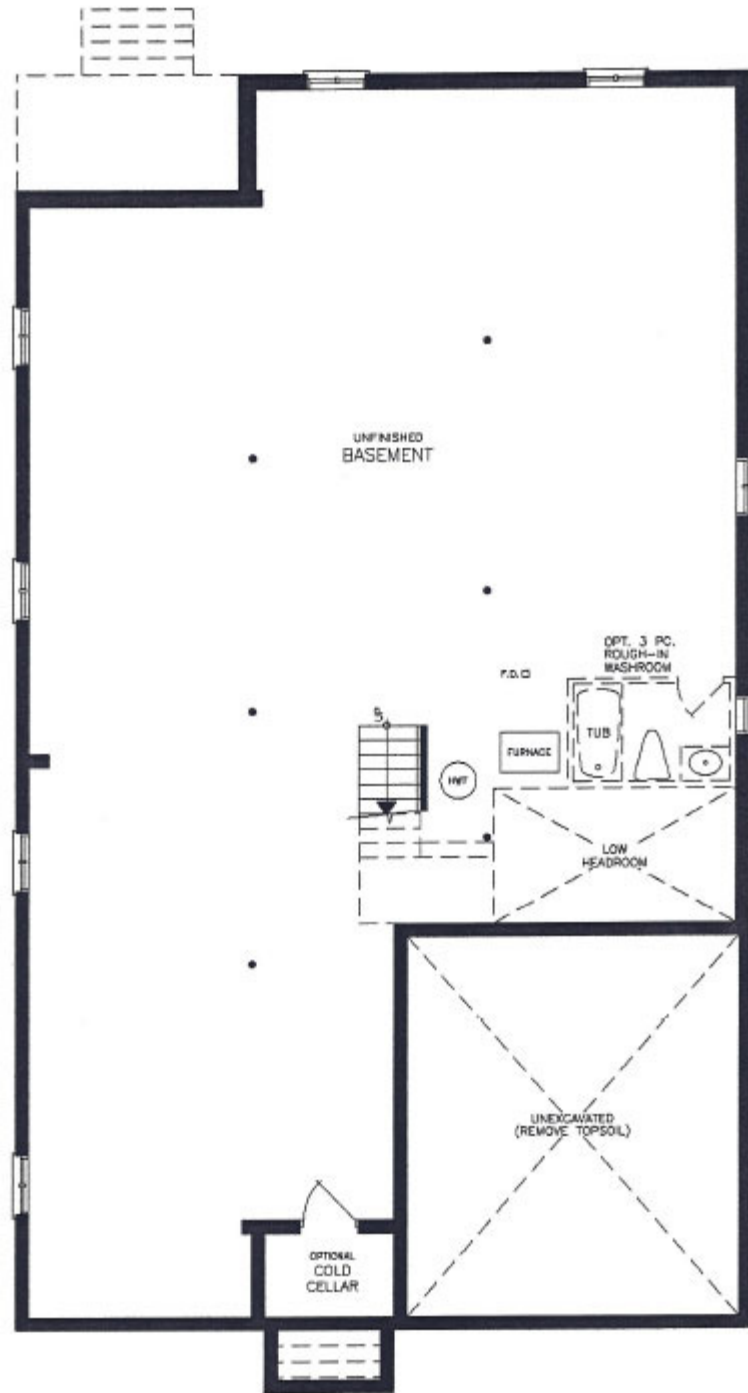 UNFINISHED
BASEMENT
OPT. 3 PC.
ROUGH-IN
WASHROOM
F.D.
TUB
FURNACE
HWT
LOW
HEADROOM
UNEXCAVATED
(REMOVE TOPSOIL)
OPTIONAL
COLD
CELLAR